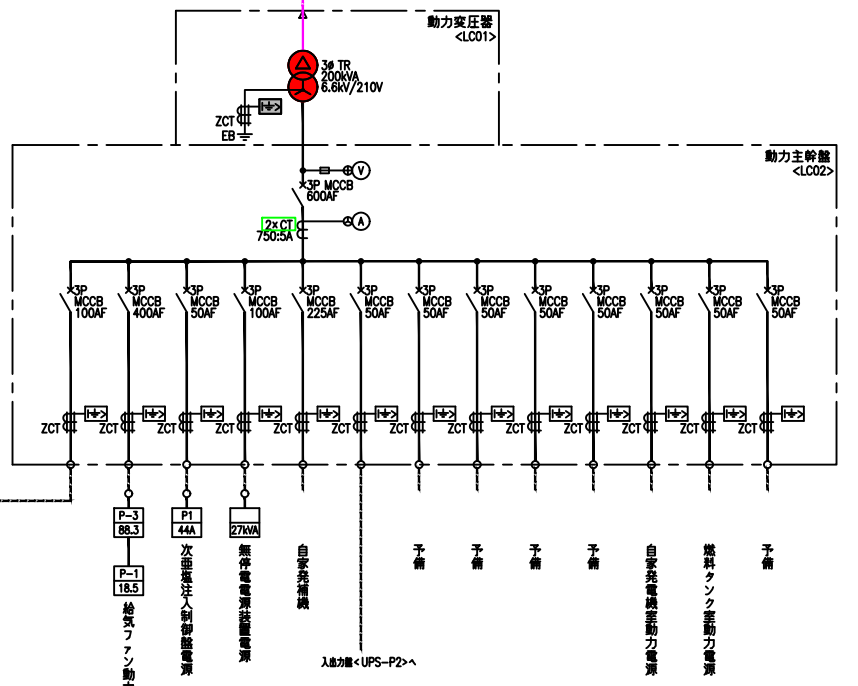 動力変圧器
<LC01>
3ø TR
200kVA
6.6kV/210V
ZCT
EB
動力主幹盤
<LC02>
V
3P MCCB
600AF
2×CT
750:5A
A
3P
MCCB
100AF
3P
MCCB
400AF
3P
MCCB
50AF
3P
MCCB
100AF
3P
MCCB
225AF
3P
MCCB
50AF
3P
MCCB
50AF
3P
MCCB
50AF
3P
MCCB
50AF
3P
MCCB
50AF
3P
MCCB
50AF
3P
MCCB
50AF
3P
MCCB
50AF
ZCT
ZCT
ZCT
ZCT
ZCT
ZCT
ZCT
ZCT
ZCT
ZCT
ZCT
ZCT
ZCT
P-3
88.3
P-1
18.5
給気ファン動力
P1
44A
次亜塩注入制御盤電源
27kVA
無停電電源装置電源
自家発補機
入出力盤<UPS-P2>へ
予備
予備
予備
予備
自家発電機室動力電源
燃料タンク室動力電源
予備